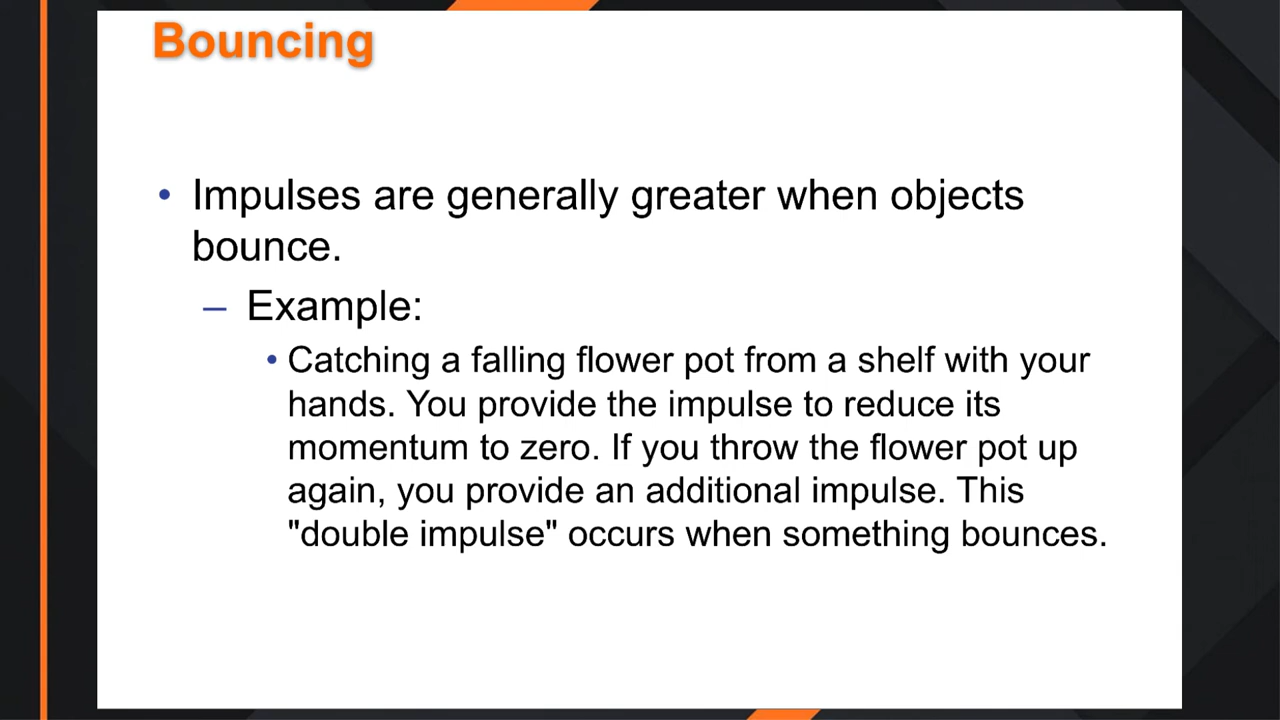 Bouncing
• Impulses are generally greater when objects
bounce.
– Example:
• Catching a falling flower pot from a shelf with your
hands. You provide the impulse to reduce its
momentum to zero. If you throw the flower pot up
again, you provide an additional impulse. This
"double impulse" occurs when something bounces.